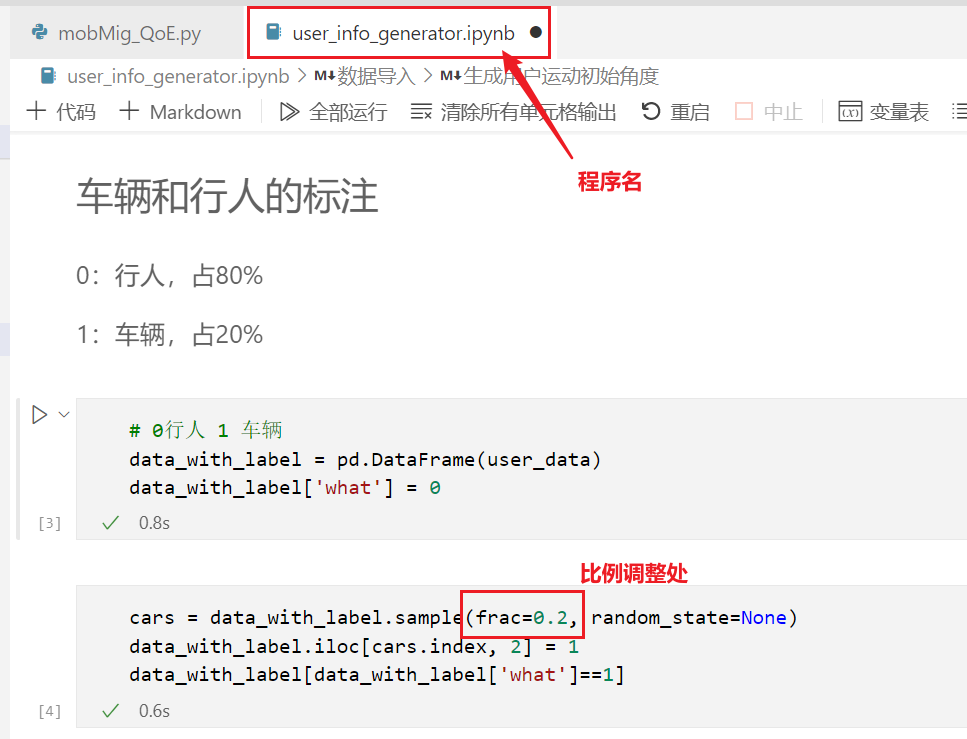 mobMig_QoE.py
user_info_generator.ipynb
user_info_generator.ipynb > M↓数据导入 > M↓生成用户运动初始角度
+ 代码 + Markdown 全部运行 清除所有单元格输出 重启 中止 变量表
程序名
车辆和行人的标注
0：行人，占80%
1：车辆，占20%
# 0行人 1 车辆
data_with_label = pd.DataFrame(user_data)
data_with_label['what'] = 0
[3] 0.8s
比例调整处
cars = data_with_label.sample(frac=0.2, random_state=None)
data_with_label.iloc[cars.index, 2] = 1
data_with_label[data_with_label['what']==1]
[4] 0.6s